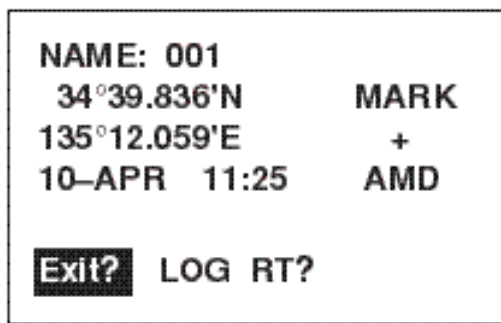 NAME: 001
34°39.836'N MARK
135°12.059'E +
10–APR 11:25 AMD
Exit? LOG RT?